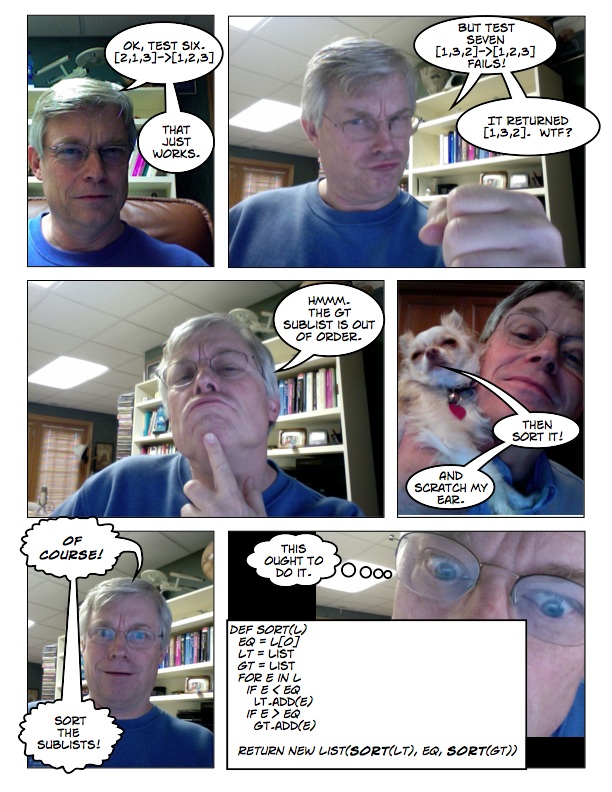 OK, TEST SIX.
[2,1,3]->[1,2,3]
THAT
JUST
WORKS.
BUT TEST
SEVEN
[1,3,2]->[1,2,3]
FAILS!
IT RETURNED
[1,3,2]. WTF?
HMMM.
THE GT
SUBLIST IS OUT
OF ORDER.
THEN
SORT IT!
AND
SCRATCH MY
EAR.
OF
COURSE!
SORT
THE
SUBLISTS!
THIS
OUGHT TO
DO IT.
DEF SORT(L)
EQ = L[0]
LT = LIST
GT = LIST
FOR E IN L
IF E < EQ
LT.ADD(E)
IF E > EQ
GT.ADD(E)
RETURN NEW LIST(SORT(LT), EQ, SORT(GT))